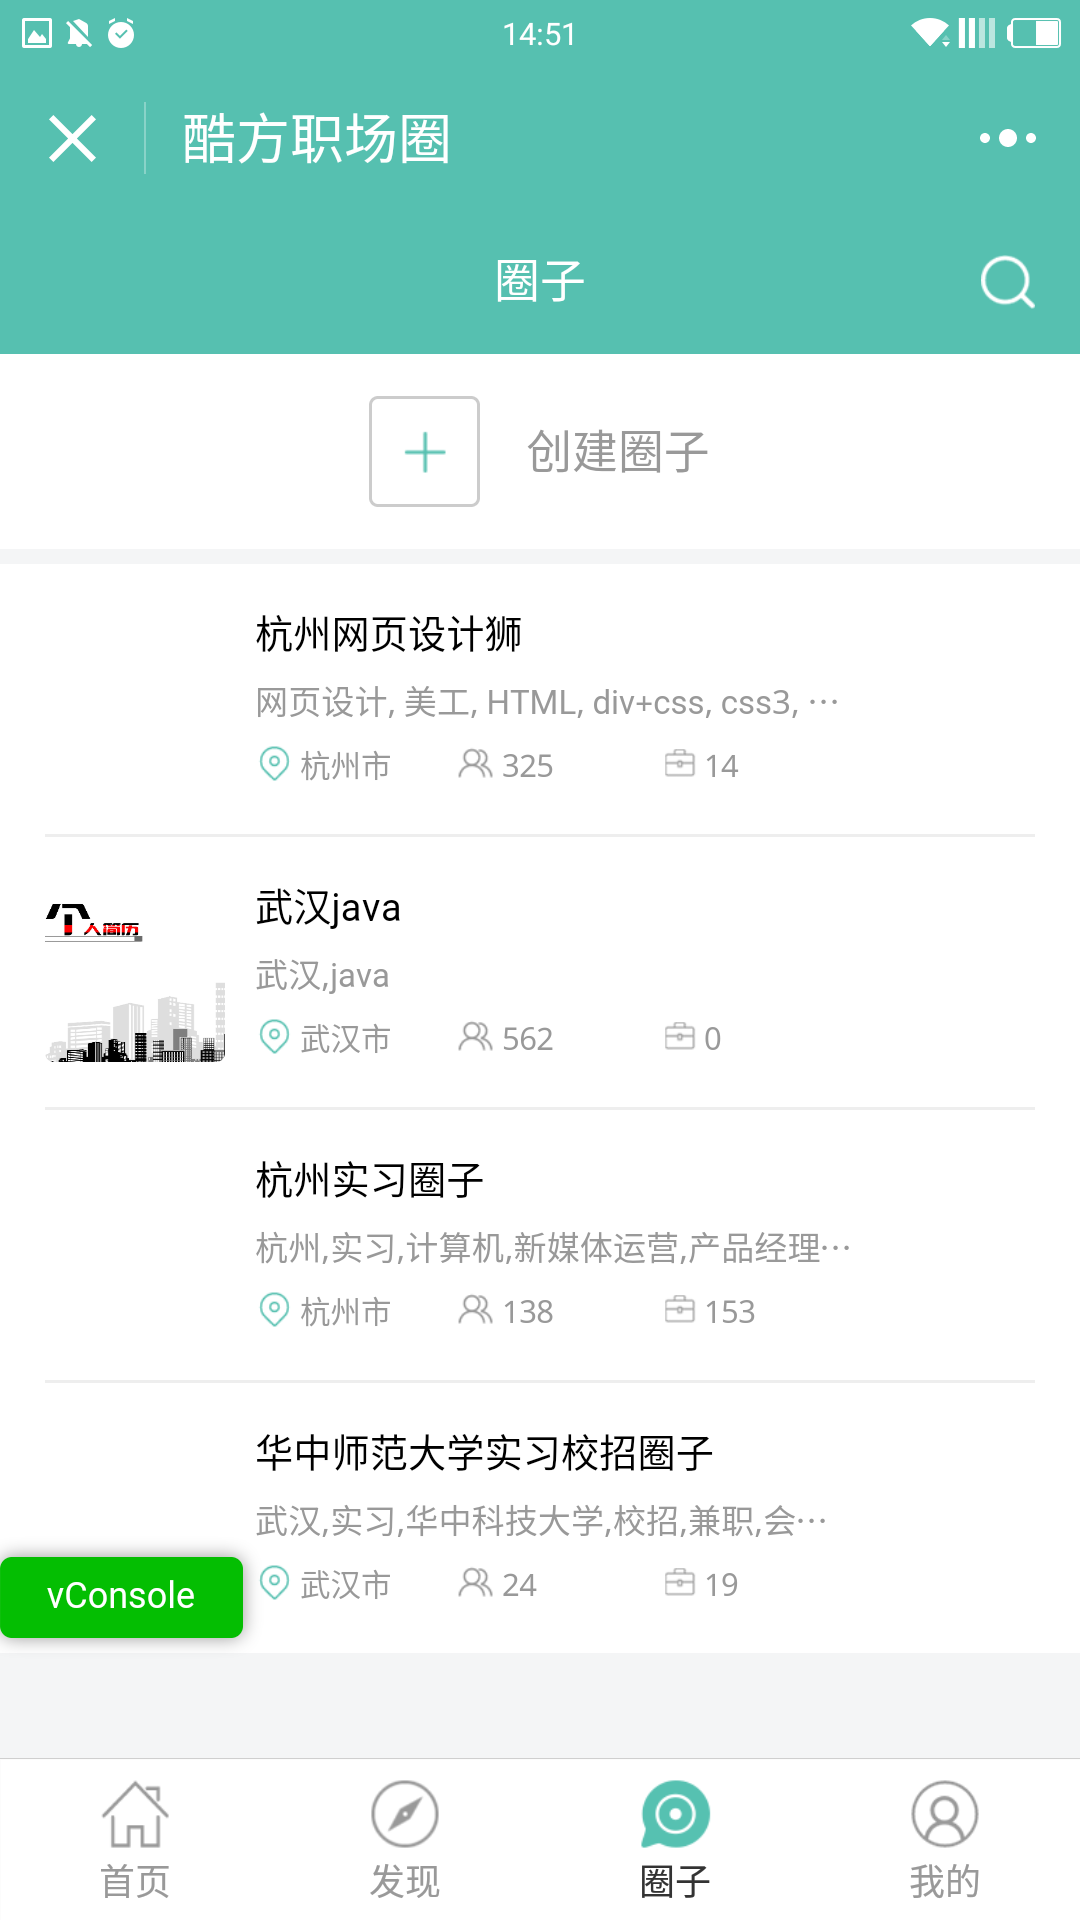 14:51
酷方职场圈
圈子
创建圈子
杭州网页设计狮
网页设计, 美工, HTML, div+css, css3, ···
杭州市 325 14
武汉java
个人简历
武汉,java
武汉市 562 0
杭州实习圈子
杭州,实习,计算机,新媒体运营,产品经理···
杭州市 138 153
华中师范大学实习校招圈子
武汉,实习,华中科技大学,校招,兼职,会···
武汉市 24 19
vConsole
首页 发现 圈子 我的